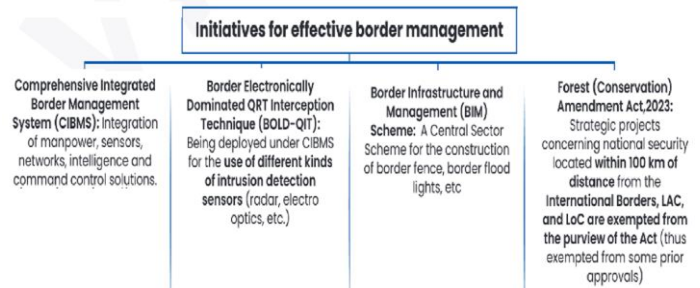 Initiatives for effective border management
Comprehensive Integrated
Border Management
System (CIBMS): Integration
of manpower, sensors,
networks, intelligence and
command control solutions.
Border Electronically
Dominated QRT Interception
Technique (BOLD-QIT):
Being deployed under CIBMS
for the use of different kinds
of intrusion detection
sensors (radar, electro
optics, etc.)
Border Infrastructure and
Management (BIM)
Scheme: A Central Sector
Scheme for the construction
of border fence, border flood
lights, etc
Forest (Conservation)
Amendment Act,2023:
Strategic projects
concerning national security
located within 100 km of
distance from the
International Borders, LAC,
and LoC are exempted from
the purview of the Act (thus
exempted from some prior
approvals)